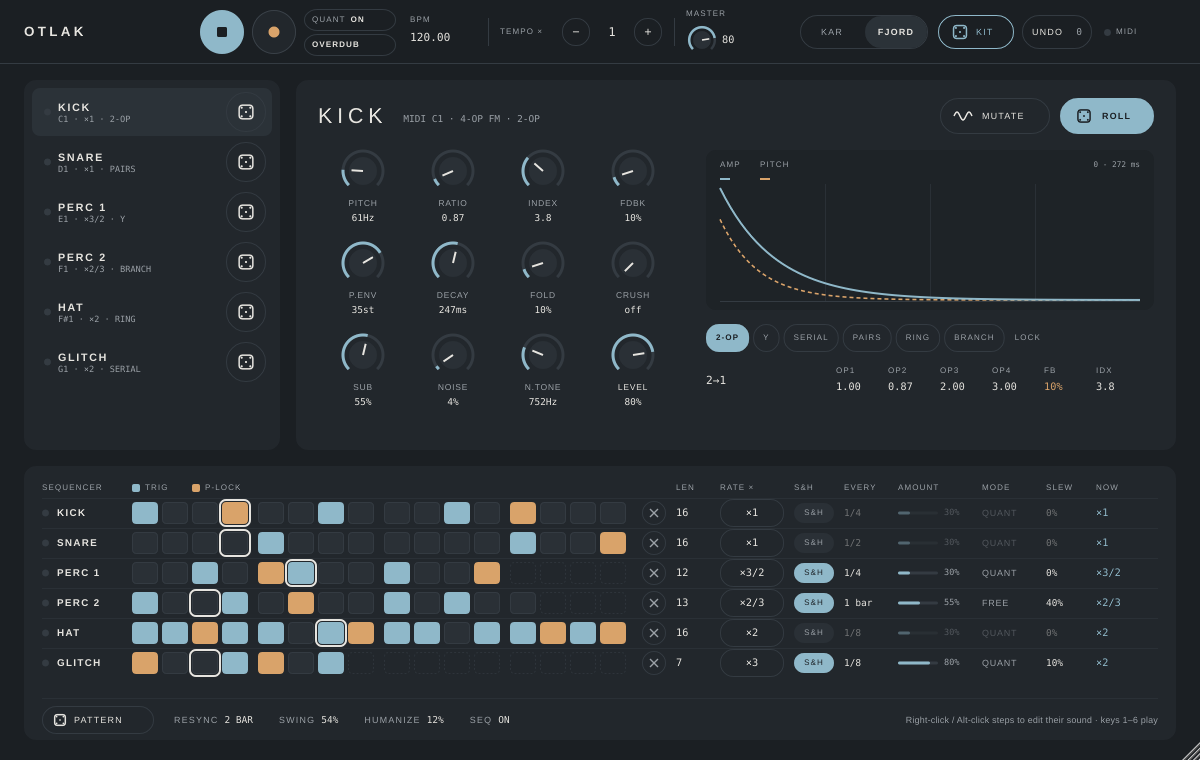 OTLAK
QUANT ON
OVERDUB
BPM
120.00
TEMPO ×
−
1
+
MASTER
80
KAR
FJORD
KIT
UNDO 0
MIDI
KICK
C1 · ×1 · 2-OP
SNARE
D1 · ×1 · PAIRS
PERC 1
E1 · ×3/2 · Y
PERC 2
F1 · ×2/3 · BRANCH
HAT
F#1 · ×2 · RING
GLITCH
G1 · ×2 · SERIAL
KICK
MIDI C1 · 4-OP FM · 2-OP
MUTATE
ROLL
PITCH RATIO INDEX FDBK
61Hz 0.87 3.8 10%
P.ENV DECAY FOLD CRUSH
35st 247ms 10% off
SUB NOISE N.TONE LEVEL
55% 4% 752Hz 80%
AMP PITCH 0 - 272 ms
2-OP Y SERIAL PAIRS RING BRANCH LOCK
OP1 OP2 OP3 OP4 FB IDX
2→1 1.00 0.87 2.00 3.00 10% 3.8
SEQUENCER TRIG P-LOCK LEN RATE × S&H EVERY AMOUNT MODE SLEW NOW
KICK 16 ×1 S&H 1/4 30% QUANT 0% ×1
SNARE 16 ×1 S&H 1/2 30% QUANT 0% ×1
PERC 1 12 ×3/2 S&H 1/4 30% QUANT 0% ×3/2
PERC 2 13 ×2/3 S&H 1 bar 55% FREE 40% ×2/3
HAT 16 ×2 S&H 1/8 30% QUANT 0% ×2
GLITCH 7 ×3 S&H 1/8 80% QUANT 10% ×2
PATTERN RESYNC 2 BAR SWING 54% HUMANIZE 12% SEQ ON
Right-click / Alt-click steps to edit their sound · keys 1–6 play